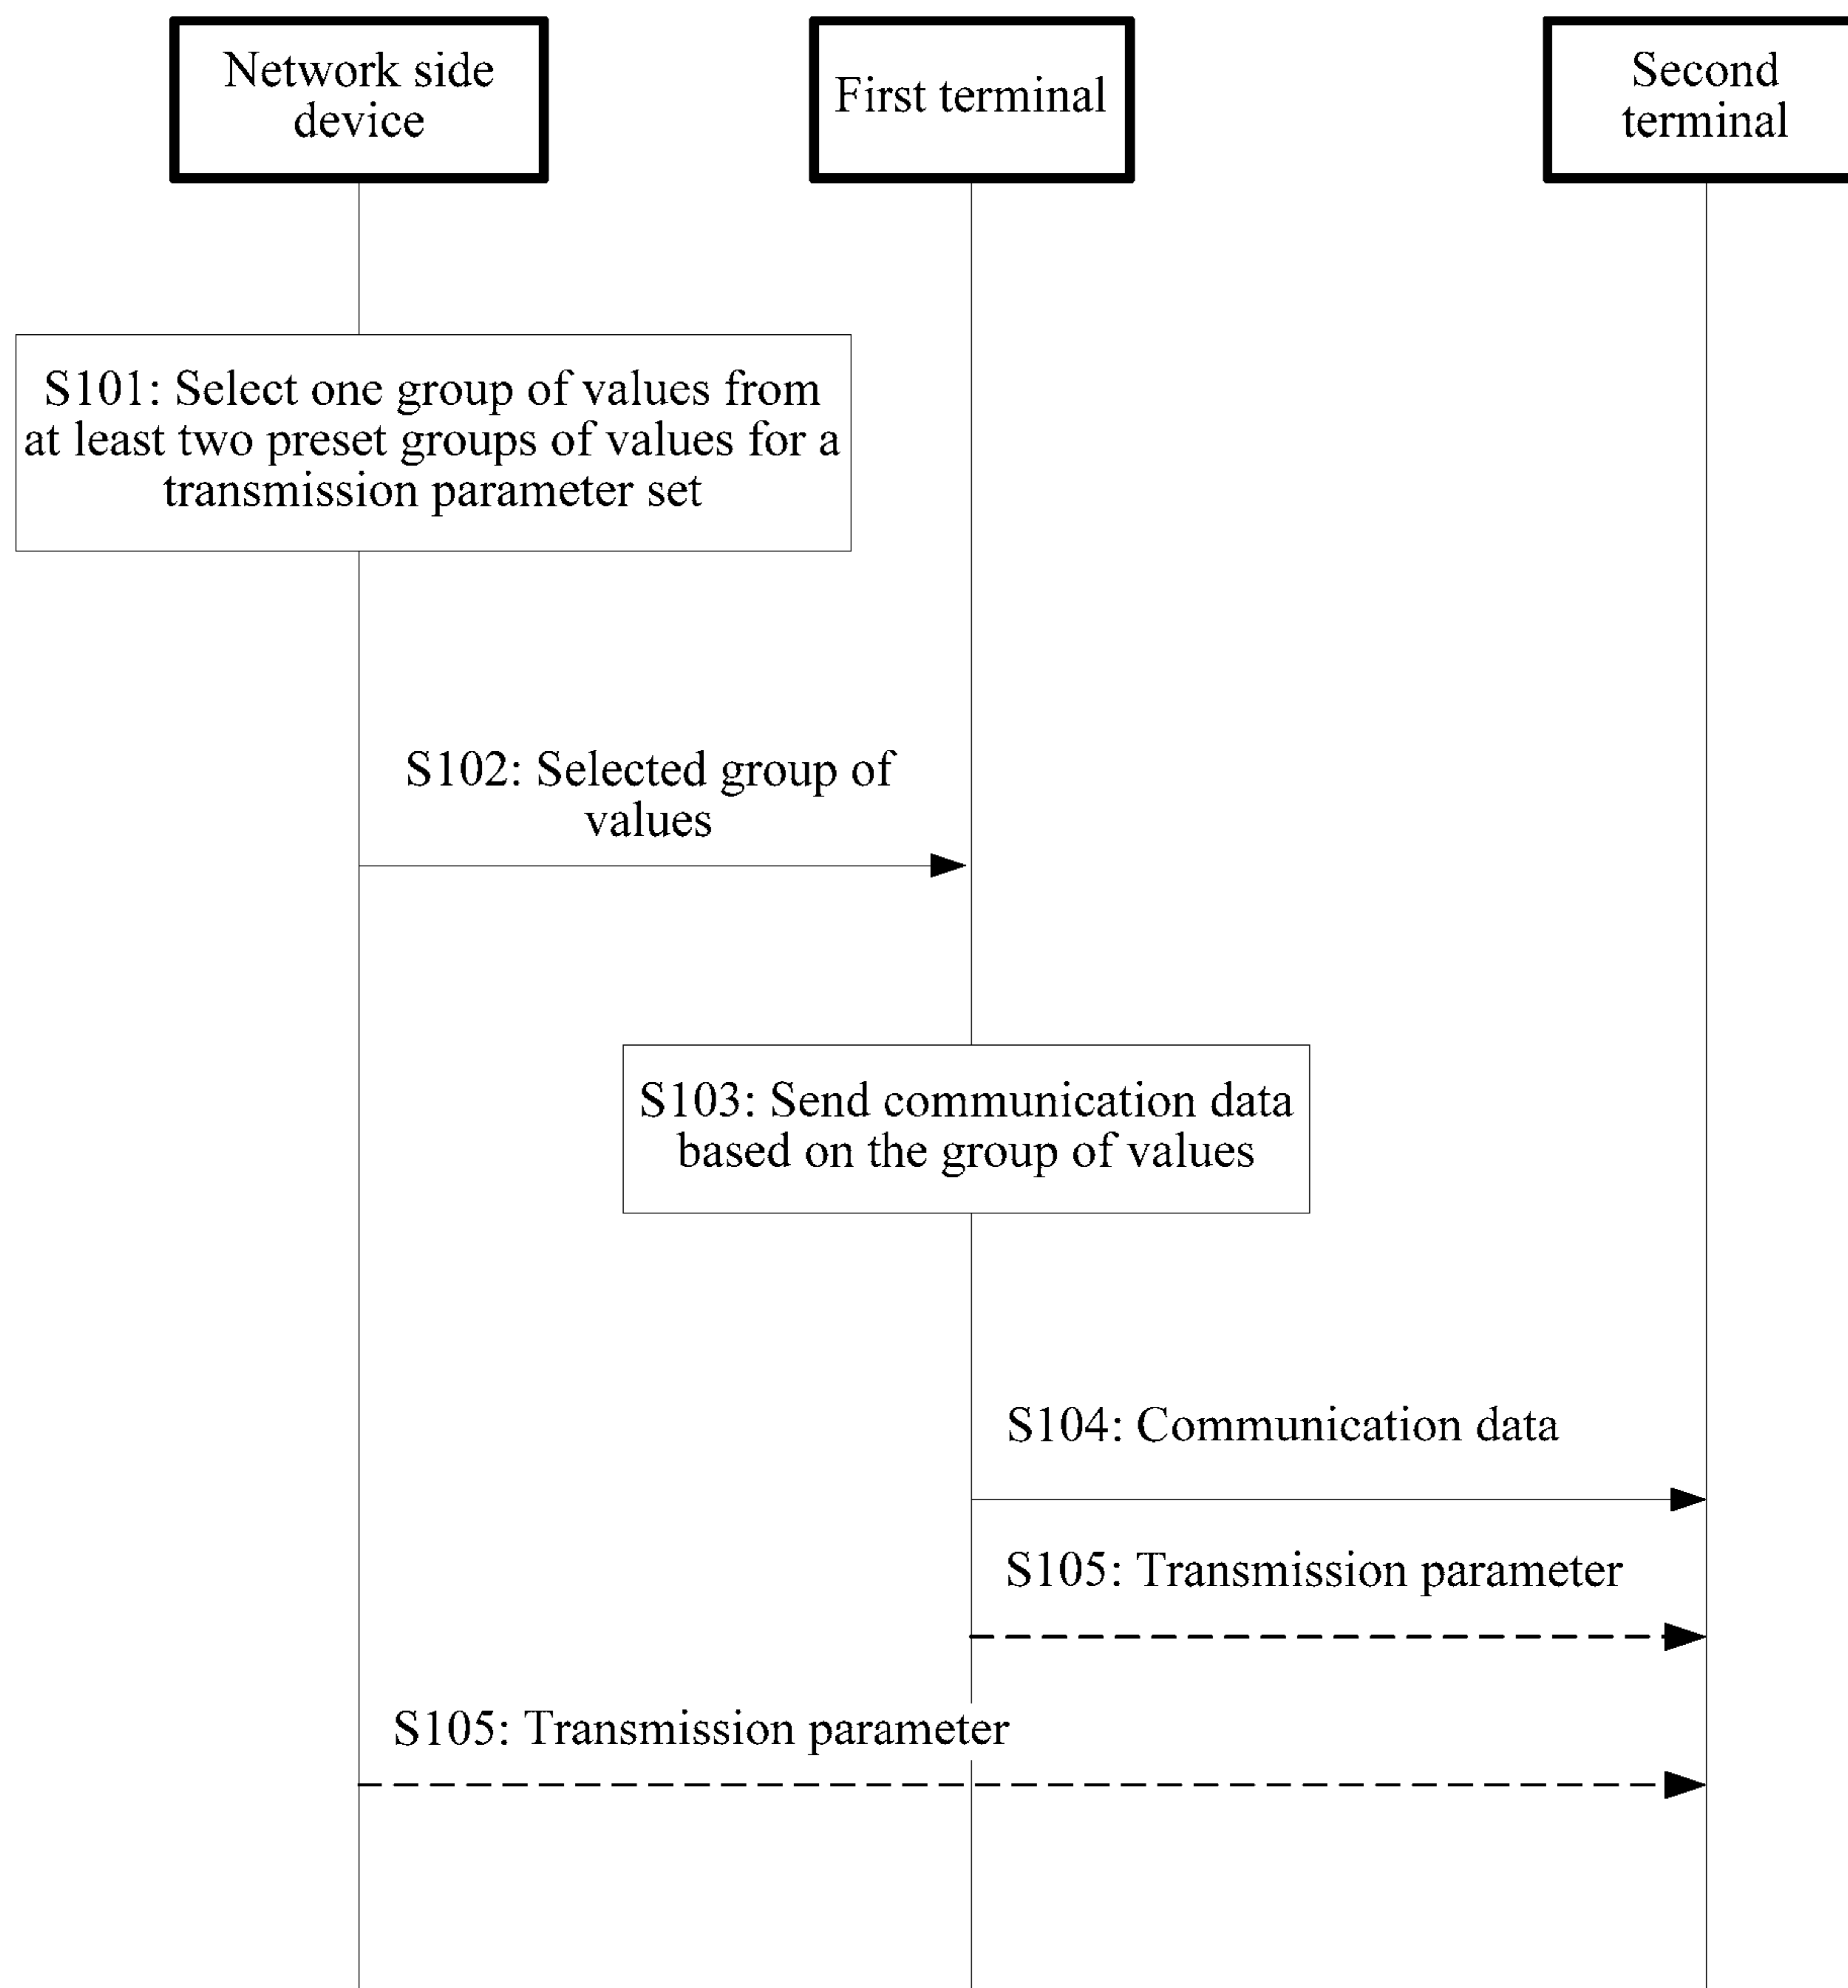 Network side
device
First terminal
Second
terminal
S101: Select one group of values from
at least two preset groups of values for a
transmission parameter set
S102: Selected group of
values
S103: Send communication data
based on the group of values
S104: Communication data
S105: Transmission parameter
S105: Transmission parameter